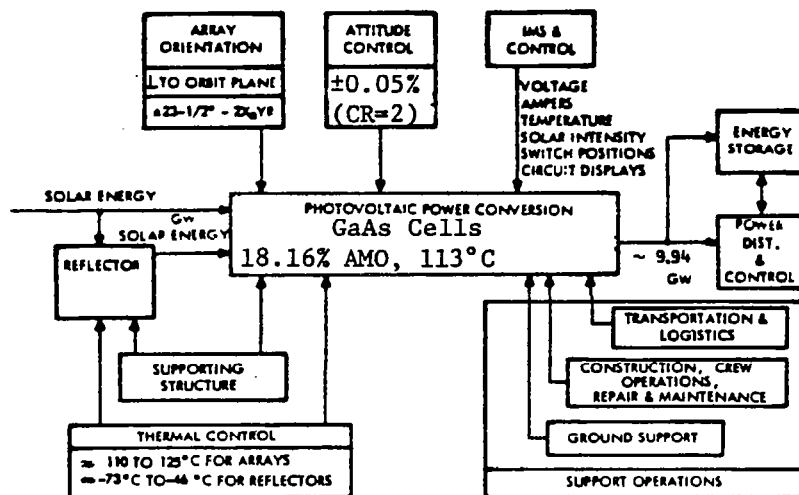 ARRAY
ORIENTATION
⊥TO ORBIT PLANE
±23-1/2° - 2X/YR
ATTITUDE
CONTROL
±0.05%
(CR=2)
IMS &
CONTROL
VOLTAGE
AMPERS
TEMPERATURE
SOLAR INTENSITY
SWITCH POSITIONS
CIRCUIT DISPLAYS
ENERGY
STORAGE
SOLAR ENERGY
GW
SOLAR ENERGY
REFLECTOR
PHOTOVOLTAIC POWER CONVERSION
GaAs Cells
18.16% AMO, 113°C
~ 9.94
GW
POWER
DIST.
&
CONTROL
SUPPORTING
STRUCTURE
TRANSPORTATION &
LOGISTICS
CONSTRUCTION, CREW
OPERATIONS,
REPAIR & MAINTENANCE
GROUND SUPPORT
SUPPORT OPERATIONS
THERMAL CONTROL
≈ 110 TO 125°C FOR ARRAYS
≈ -73°C TO -46 °C FOR REFLECTORS